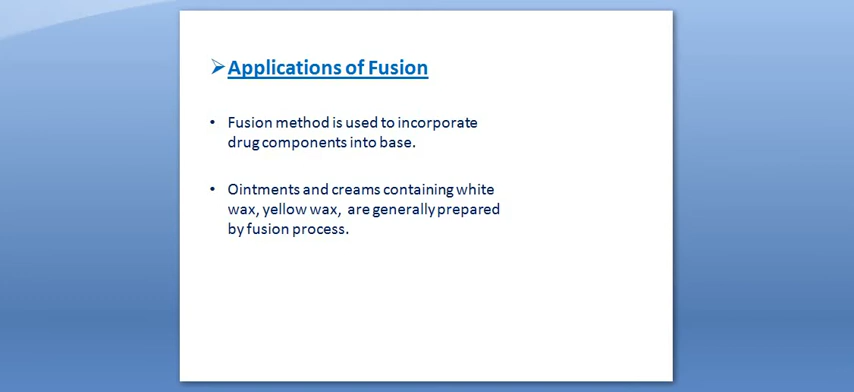 ➢Applications of Fusion
• Fusion method is used to incorporate
drug components into base.
• Ointments and creams containing white
wax, yellow wax, are generally prepared
by fusion process.